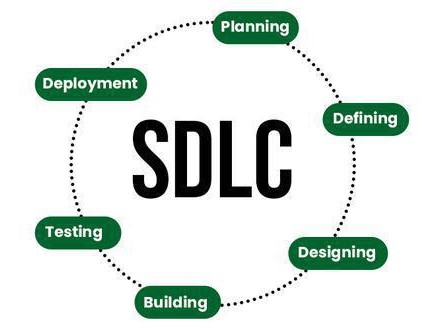 Planning
Deployment
Defining
SDLC
Testing
Designing
Building